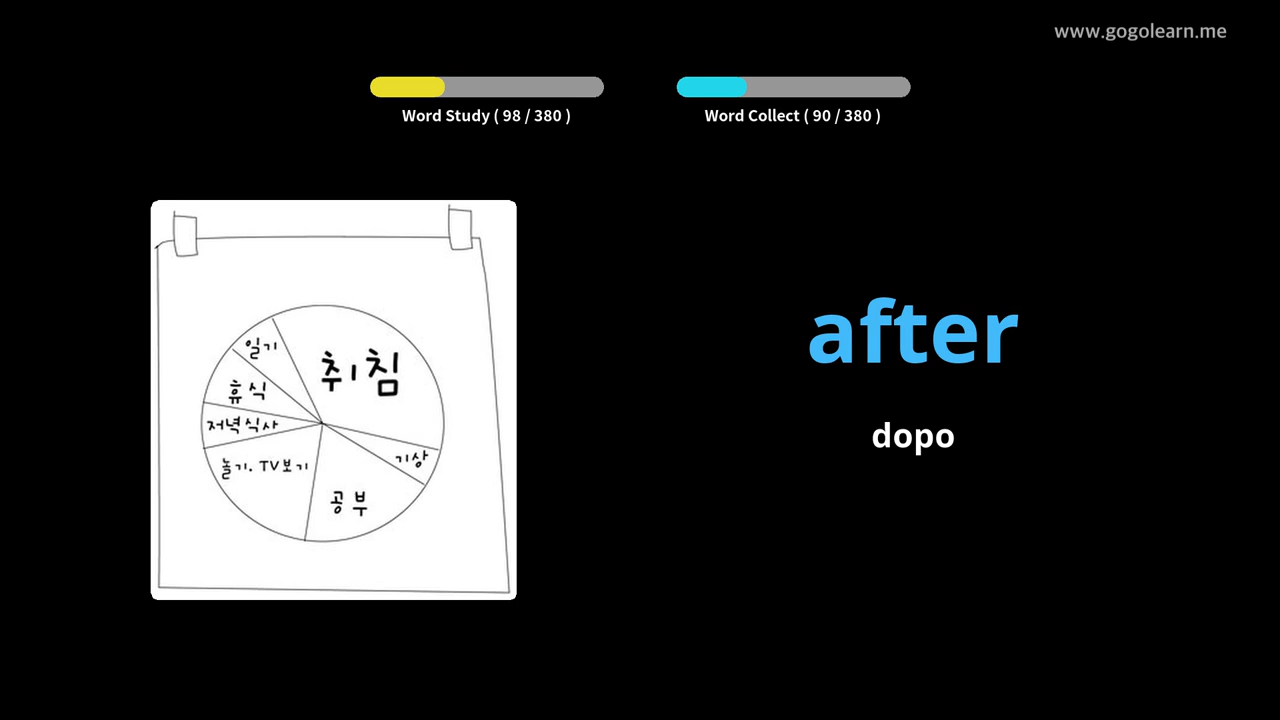 www.gogolearn.me
Word Study ( 98 / 380 )
Word Collect ( 90 / 380 )
일기
취침
휴식
저녁식사
기상
놀기. TV보기
공부
after
dopo